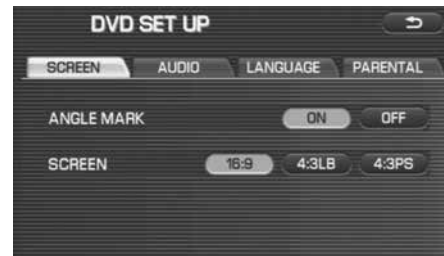 DVD SET UP
SCREEN AUDIO LANGUAGE PARENTAL
ANGLE MARK ON OFF
SCREEN 16:9 4:3LB 4:3PS